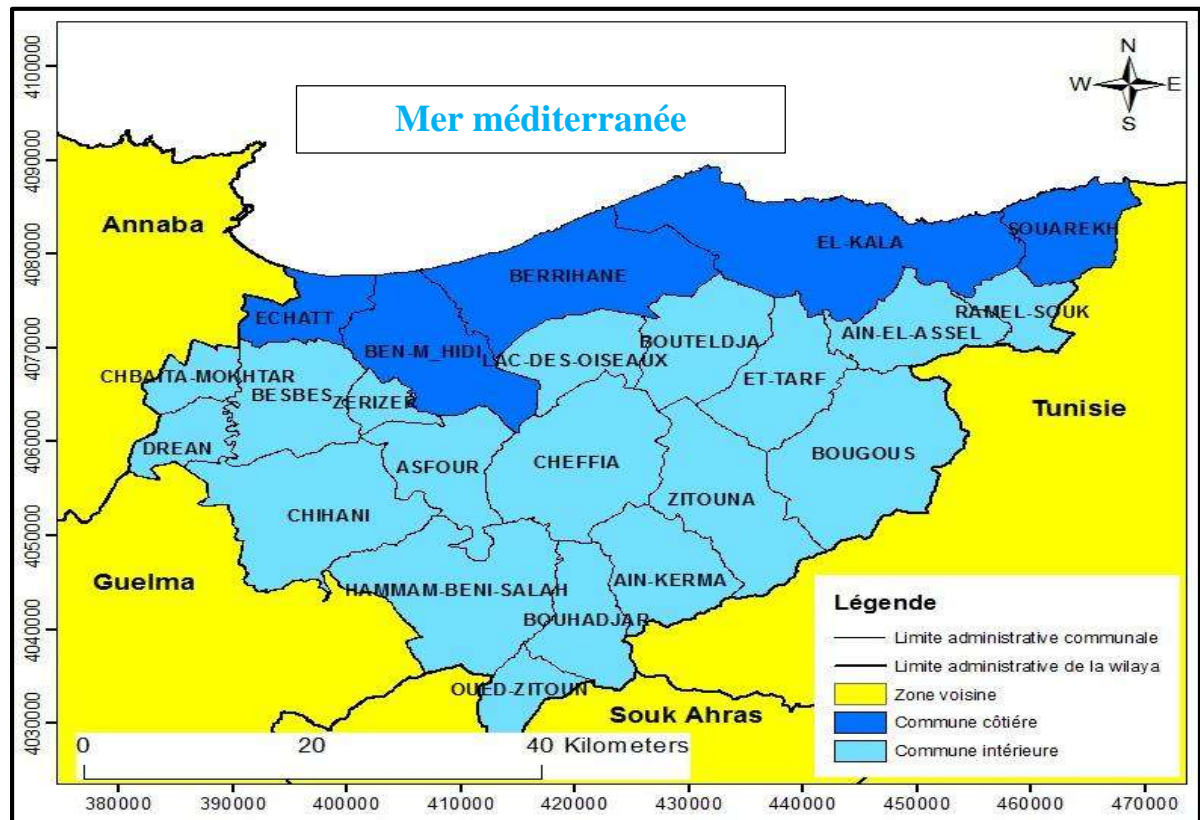 Mer méditerranée
N
W
E
S
Annaba
SOUAREKH
EL-KALA
BERRIHANE
ECHATT
RAMEL-SOUK
AIN-EL-ASSEL
BOUTELDJA
BEN-M_HIDI
LAC-DES-OISEAUX
CHBAITA-MOKHTAR
ET-TARF
BESBES
ZERIZER
Tunisie
DREAN
BOUGOUS
CHEFFIA
ASFOUR
ZITOUNA
CHIHANI
Guelma
AIN-KERMA
HAMMAM-BENI-SALAH
BOUHADJAR
OUED-ZITOUN
Souk Ahras
Légende
Limite administrative communale
Limite administrative de la wilaya
Zone voisine
Commune côtiére
Commune intérieure
0
20
40 Kilometers
4100000
4090000
4080000
4070000
4060000
4050000
4040000
4030000
380000
390000
400000
410000
420000
430000
440000
450000
460000
470000